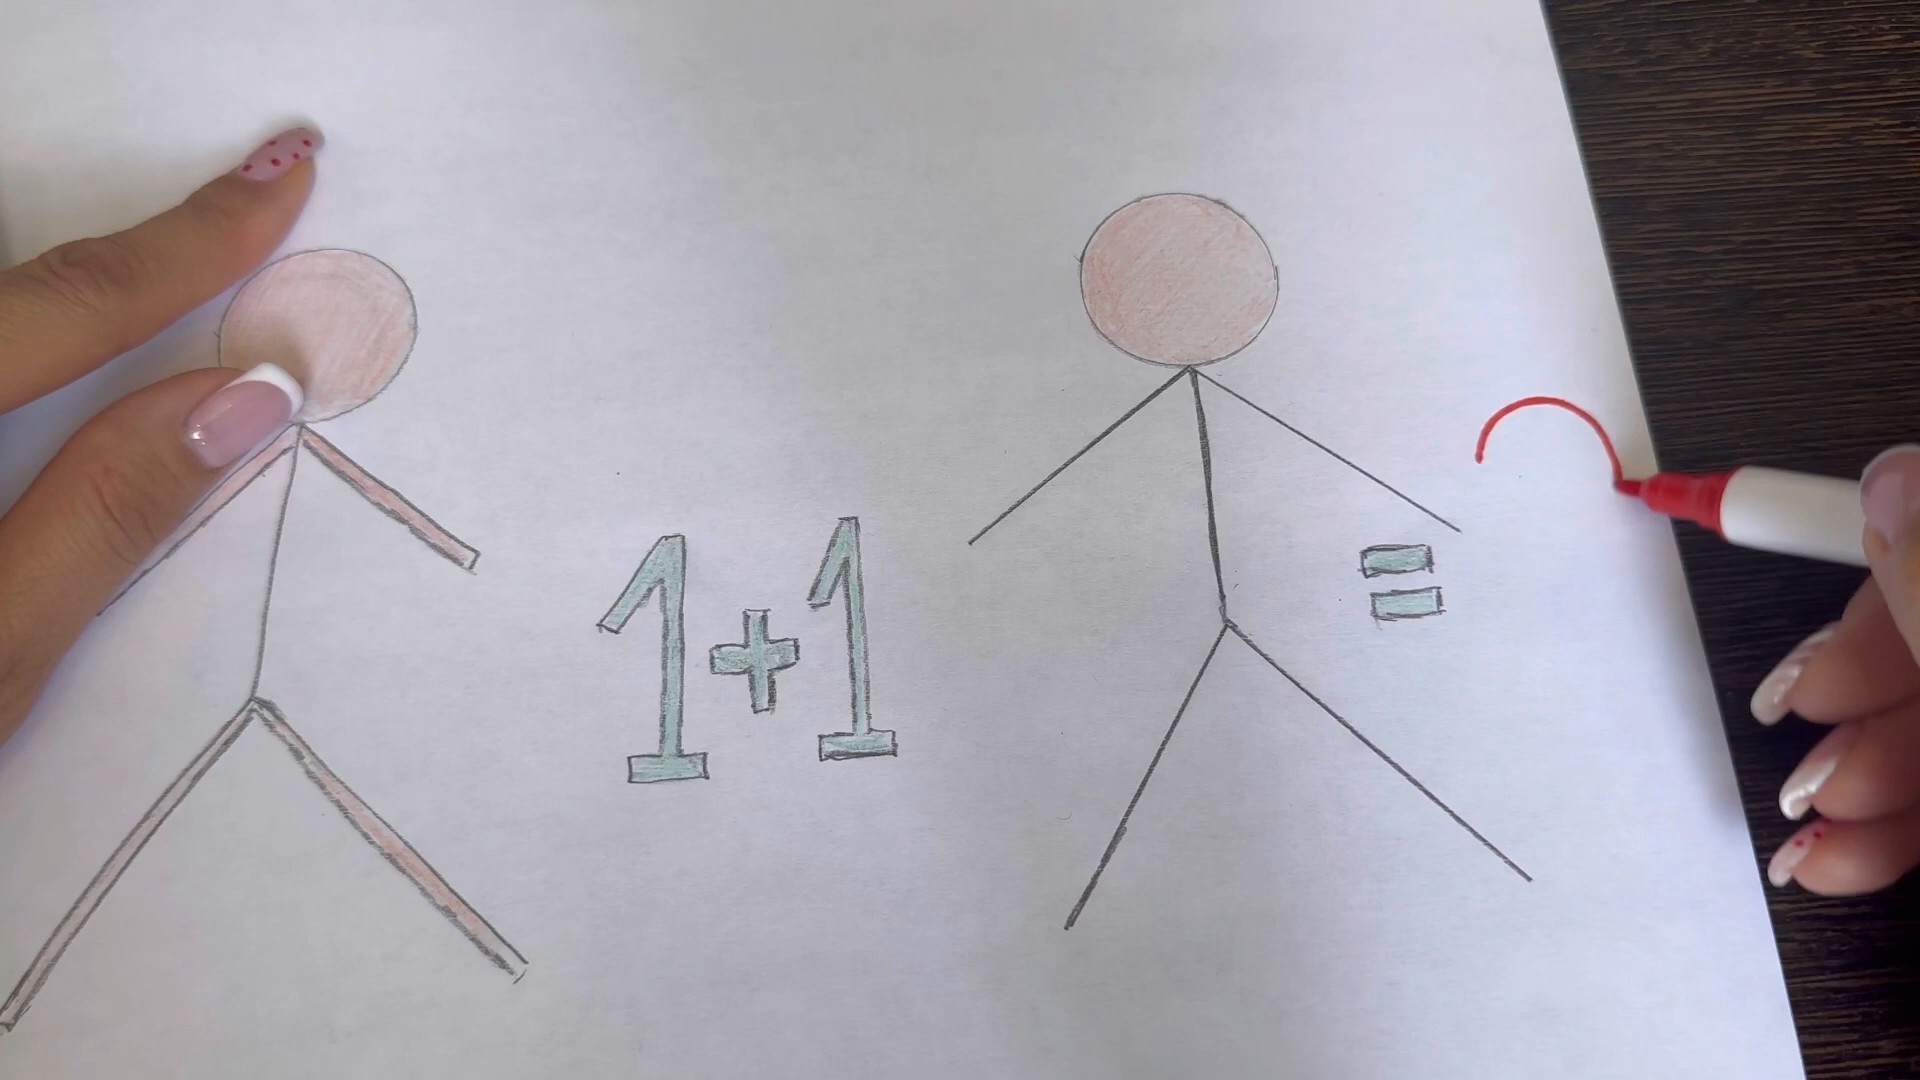 1+1 =